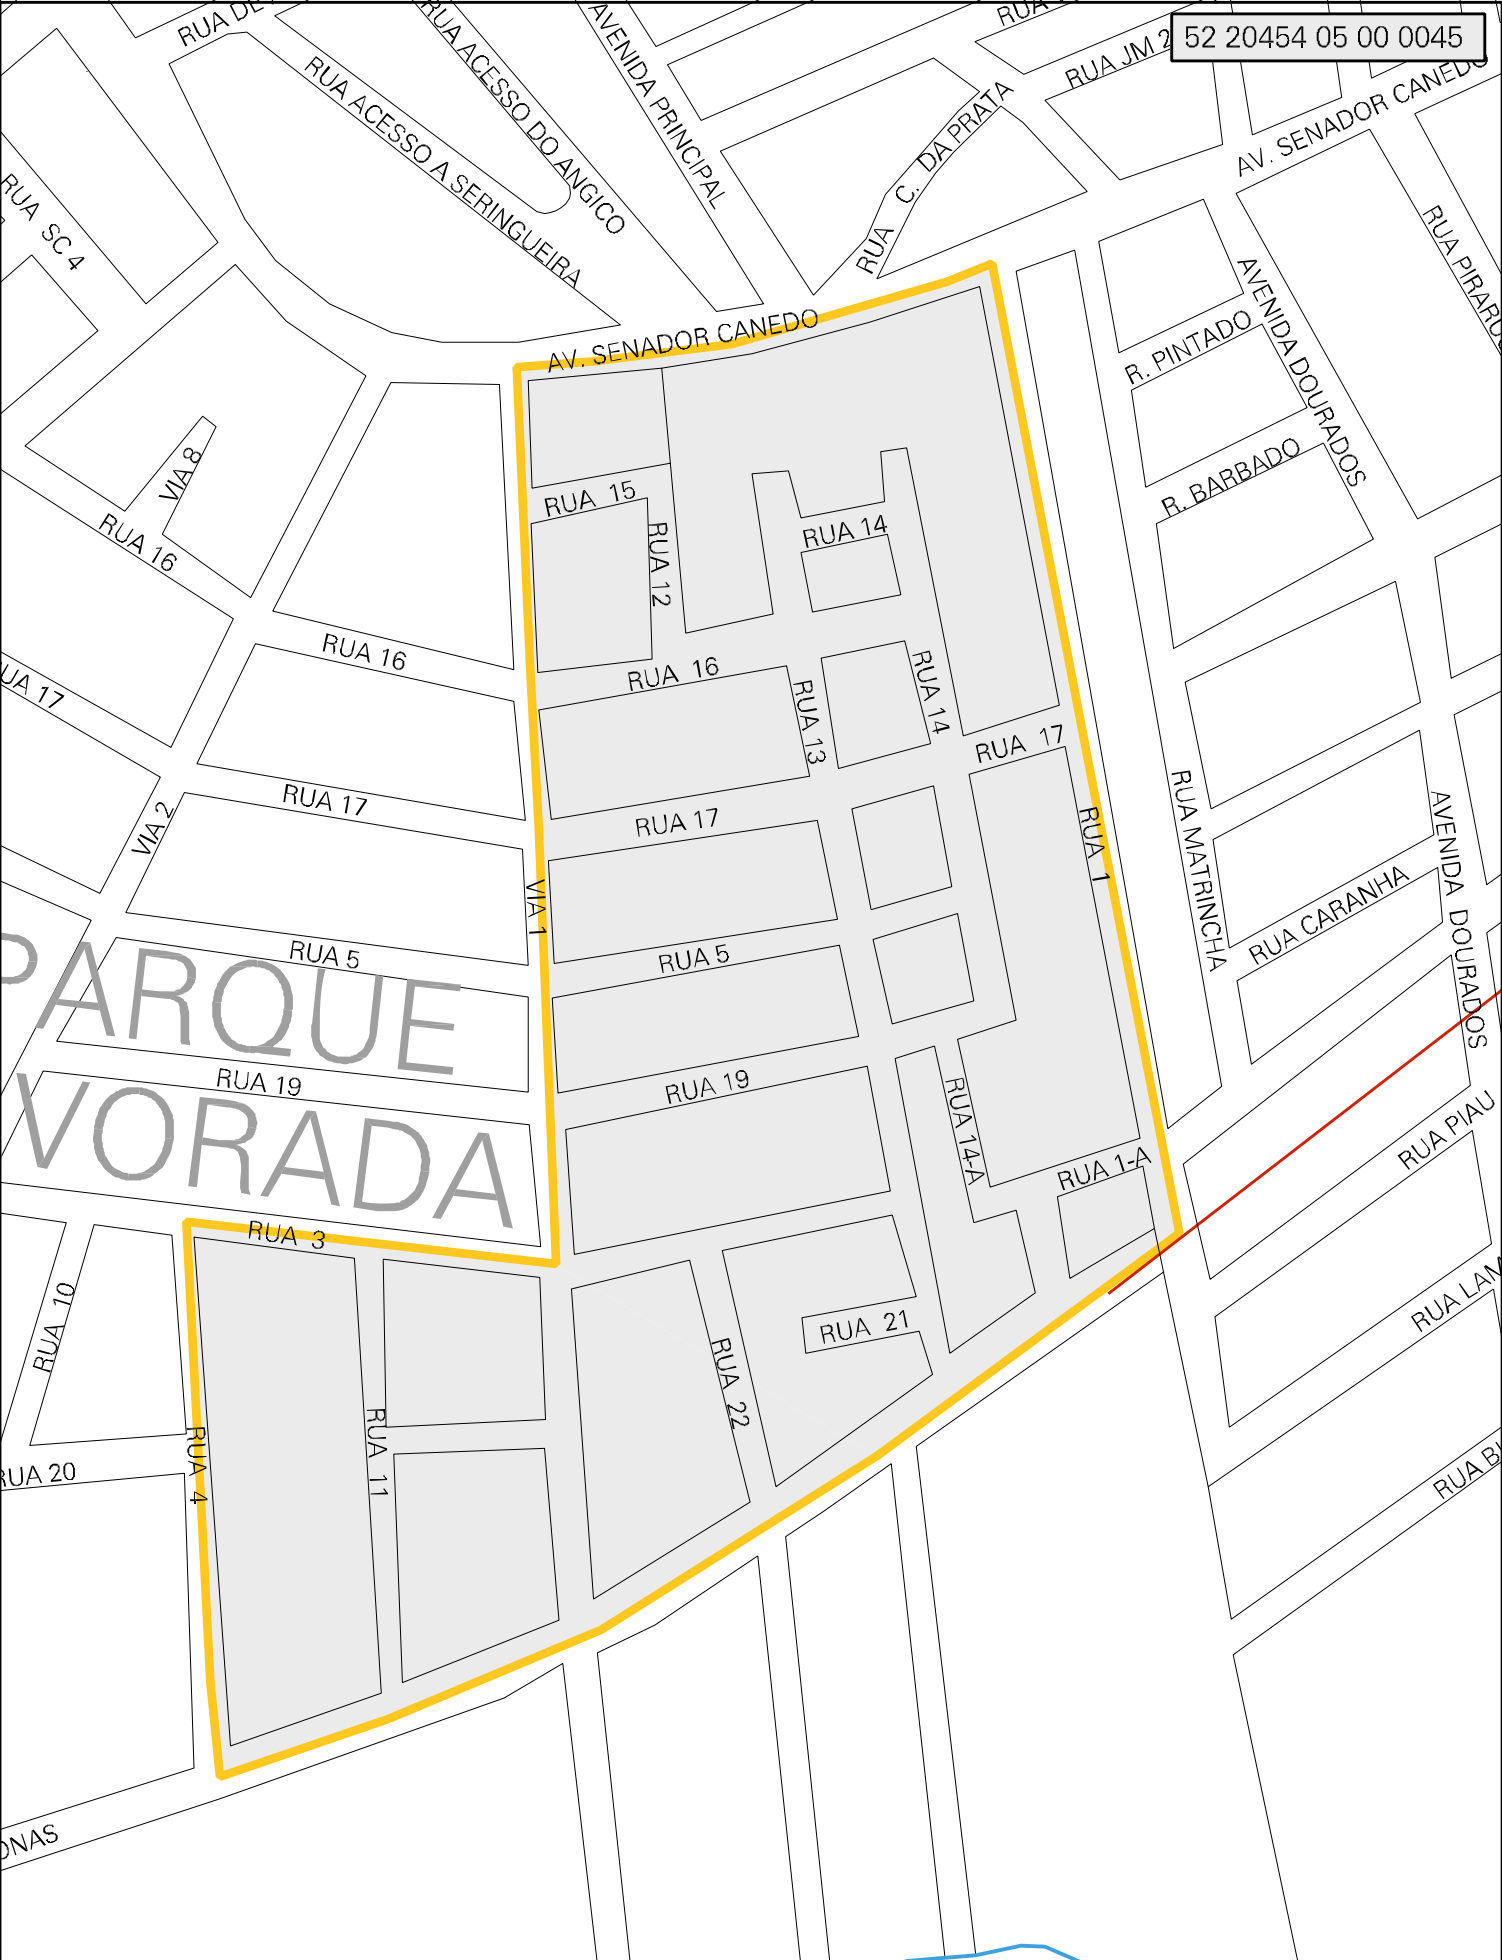 52 20454 05 00 0045
RUA JM 2
RUA ACESSO DO ANGICO
RUA ACESSO A SERINGUEIRA
AVENIDA PRINCIPAL
RUA C. DA PRATA
AV. SENADOR CANEDO
RUA SC 4
RUA
RUA DE
AV. SENADOR CANEDO
AVENIDA DOURADOS
R. PINTADO
R. BARBADO
VIA 8
RUA 16
RUA 15
RUA 12
RUA 14
RUA 16
RUA 16
RUA 13
RUA 14
RUA 17
UA 17
RUA 17
RUA 17
VIA 2
VIA 1
RUA 1
RUA MATRINCHA
AVENIDA DOURADOS
RUA CARANHA
RUA 5
RUA 5
PARQUE
VORADA
RUA 19
RUA 19
RUA 14-A
RUA 1-A
RUA PIAU
RUA 3
RUA 10
RUA 11
RUA 4
RUA 20
RUA 22
RUA 21
ONAS